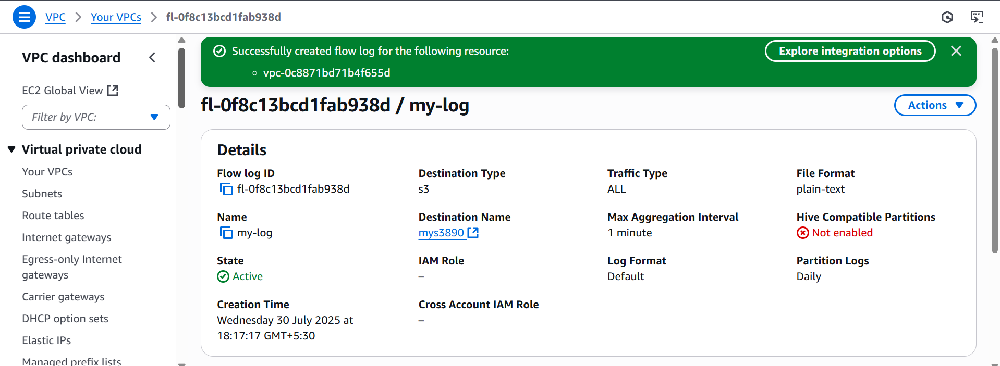 VPC > Your VPCs > fl-0f8c13bcd1fab938d
VPC dashboard
EC2 Global View
Filter by VPC:
Virtual private cloud
Your VPCs
Subnets
Route tables
Internet gateways
Egress-only Internet
gateways
Carrier gateways
DHCP option sets
Elastic IPs
Managed prefix lists
Successfully created flow log for the following resource:
vpc-0c8871bd71b4f655d
Explore integration options
fl-0f8c13bcd1fab938d / my-log
Actions
Details
Flow log ID
fl-0f8c13bcd1fab938d
Destination Type
s3
Traffic Type
ALL
File Format
plain-text
Name
my-log
Destination Name
mys3890
Max Aggregation Interval
1 minute
Hive Compatible Partitions
Not enabled
State
Active
IAM Role
–
Log Format
Default
Partition Logs
Daily
Creation Time
Wednesday 30 July 2025 at
18:17:17 GMT+5:30
Cross Account IAM Role
–